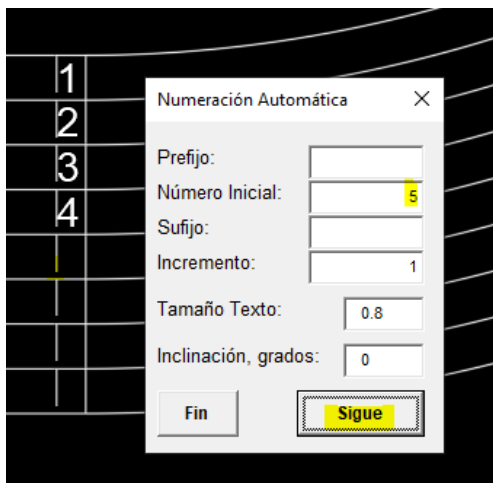 1
2
3
4
Numeración Automática
Prefijo:
Número Inicial: 5
Sufijo:
Incremento: 1
Tamaño Texto: 0.8
Inclinación, grados: 0
Fin Sigue